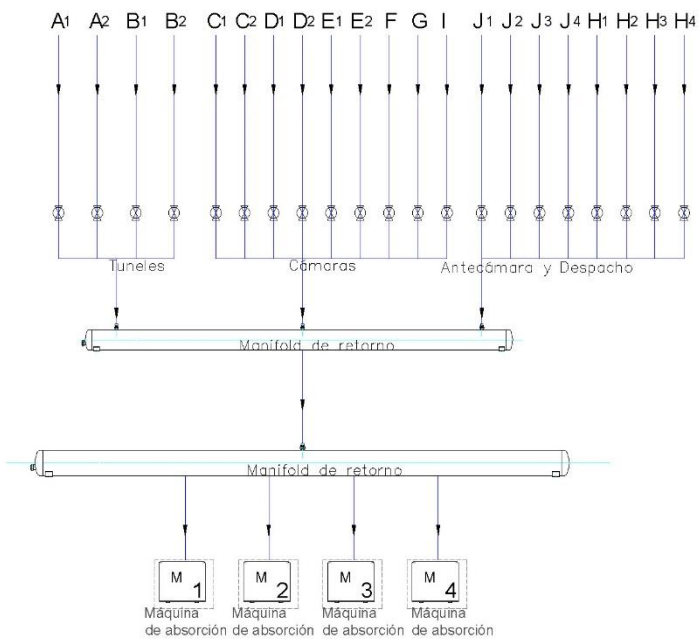 A1 A2 B1 B2 C1 C2 D1 D2 E1 E2 F G I J1 J2 J3 J4 H1 H2 H3 H4
Tuneles Cámaras Antecámara y Despacho
Manifold de retorno
Manifold de retorno
M 1 M 2 M 3 M 4
Máquina Máquina Máquina Máquina
de absorción de absorción de absorción de absorción